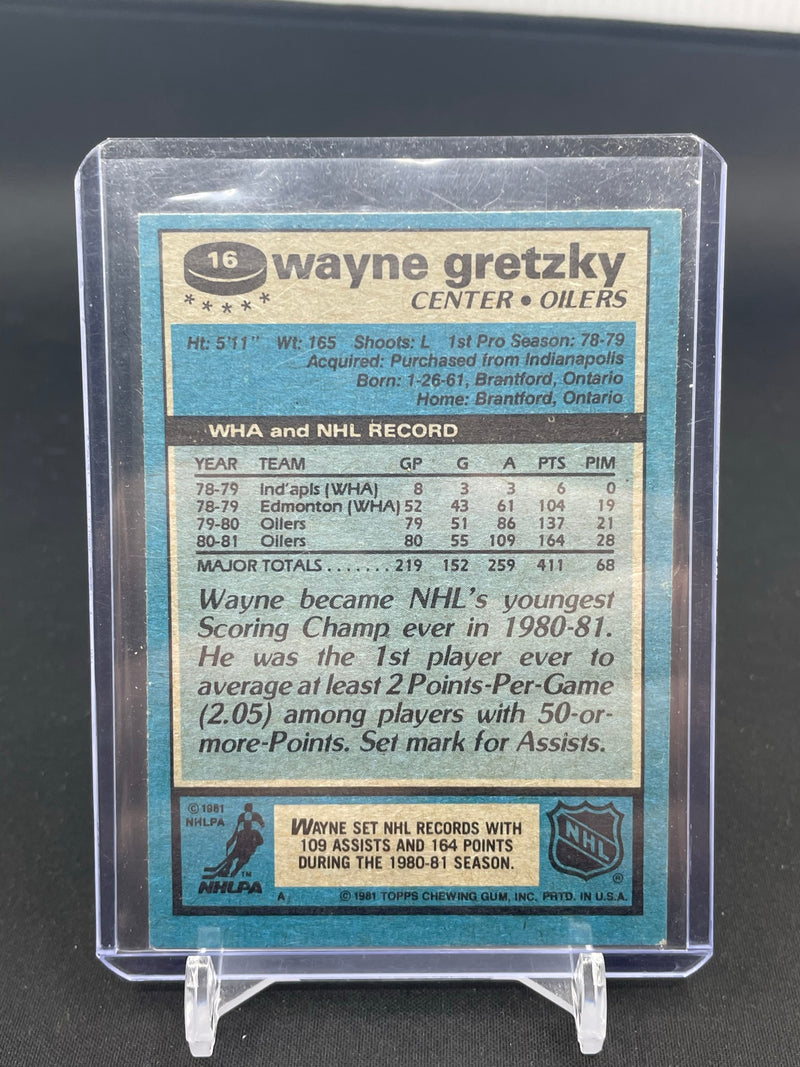 16 wayne gretzky
CENTER • OILERS
Ht: 5'11" Wt: 165 Shoots: L 1st Pro Season: 78-79
Acquired: Purchased from Indianapolis
Born: 1-26-61, Brantford, Ontario
Home: Brantford, Ontario
WHA and NHL RECORD
YEAR TEAM GP G A PTS PIM
78-79 Ind'apls (WHA) 8 3 3 6 0
78-79 Edmonton (WHA) 52 43 61 104 19
79-80 Oilers 79 51 86 137 21
80-81 Oilers 80 55 109 164 28
MAJOR TOTALS.......219 152 259 411 68
Wayne became NHL's youngest
Scoring Champ ever in 1980-81.
He was the 1st player ever to
average at least 2 Points-Per-Game
(2.05) among players with 50-or-
more-Points. Set mark for Assists.
© 1981
NHLPA
TM
NHLPA
WAYNE SET NHL RECORDS WITH
109 ASSISTS AND 164 POINTS
DURING THE 1980-81 SEASON.
NHL
®
A © 1981 TOPPS CHEWING GUM, INC. PRTD. IN U.S.A.